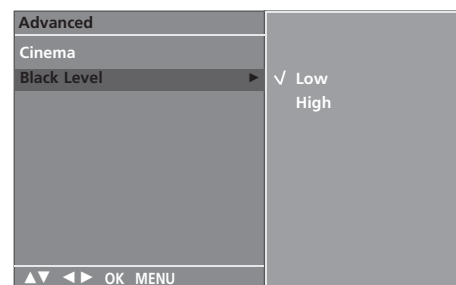 Advanced
Cinema
Black Level ►
√ Low
High
▲▼ ◄► OK MENU